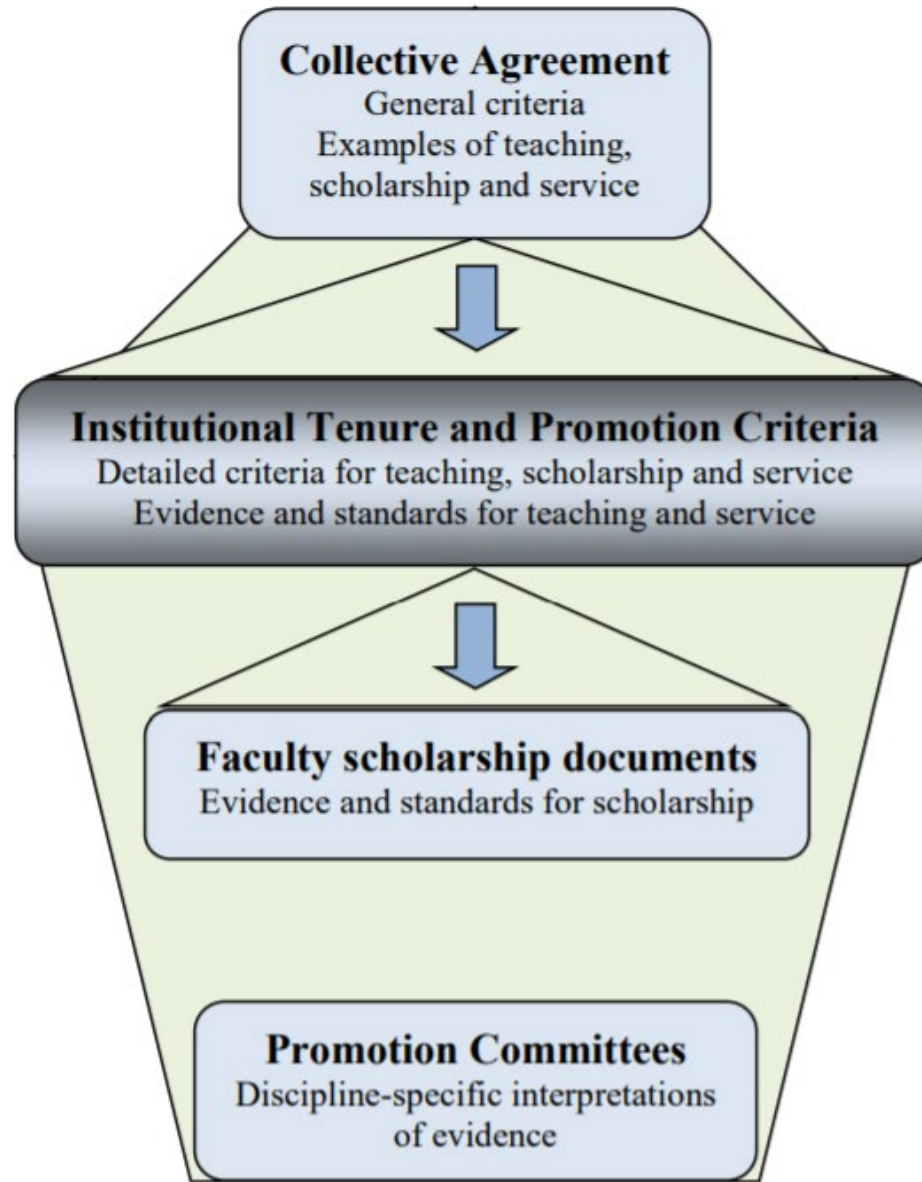 Collective Agreement
General criteria
Examples of teaching,
scholarship and service
Institutional Tenure and Promotion Criteria
Detailed criteria for teaching, scholarship and service
Evidence and standards for teaching and service
Faculty scholarship documents
Evidence and standards for scholarship
Promotion Committees
Discipline-specific interpretations
of evidence